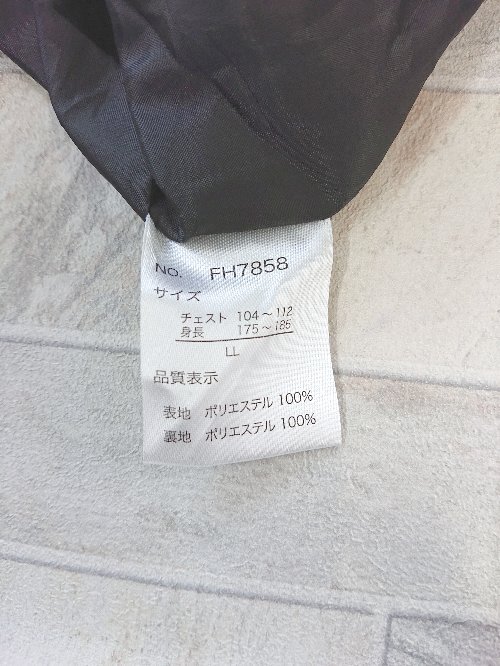 NO. FH7858
サイズ
チェスト 104～112
身長 175～185
LL
品質表示
表地 ポリエステル 100%
裏地 ポリエステル 100%